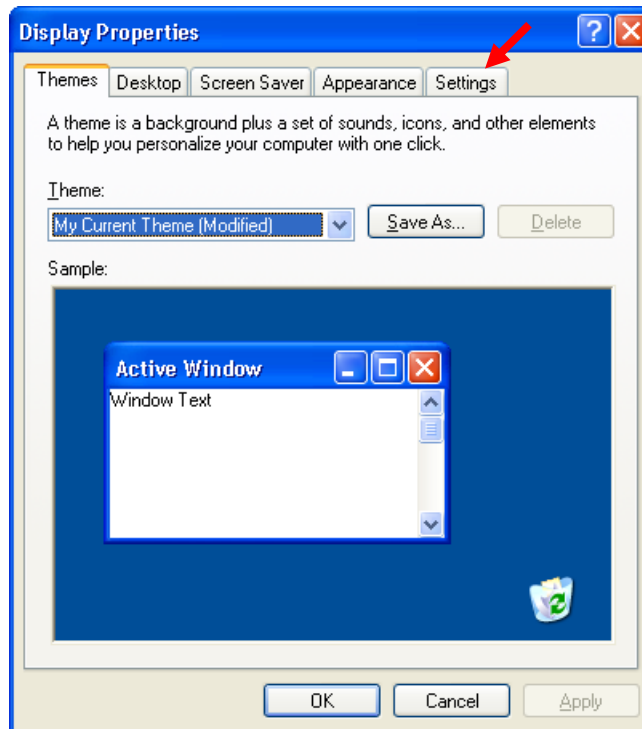 Display Properties
Themes Desktop Screen Saver Appearance Settings
A theme is a background plus a set of sounds, icons, and other elements
to help you personalize your computer with one click.
Theme:
My Current Theme (Modified) Save As... Delete
Sample:
Active Window
Window Text
OK Cancel Apply